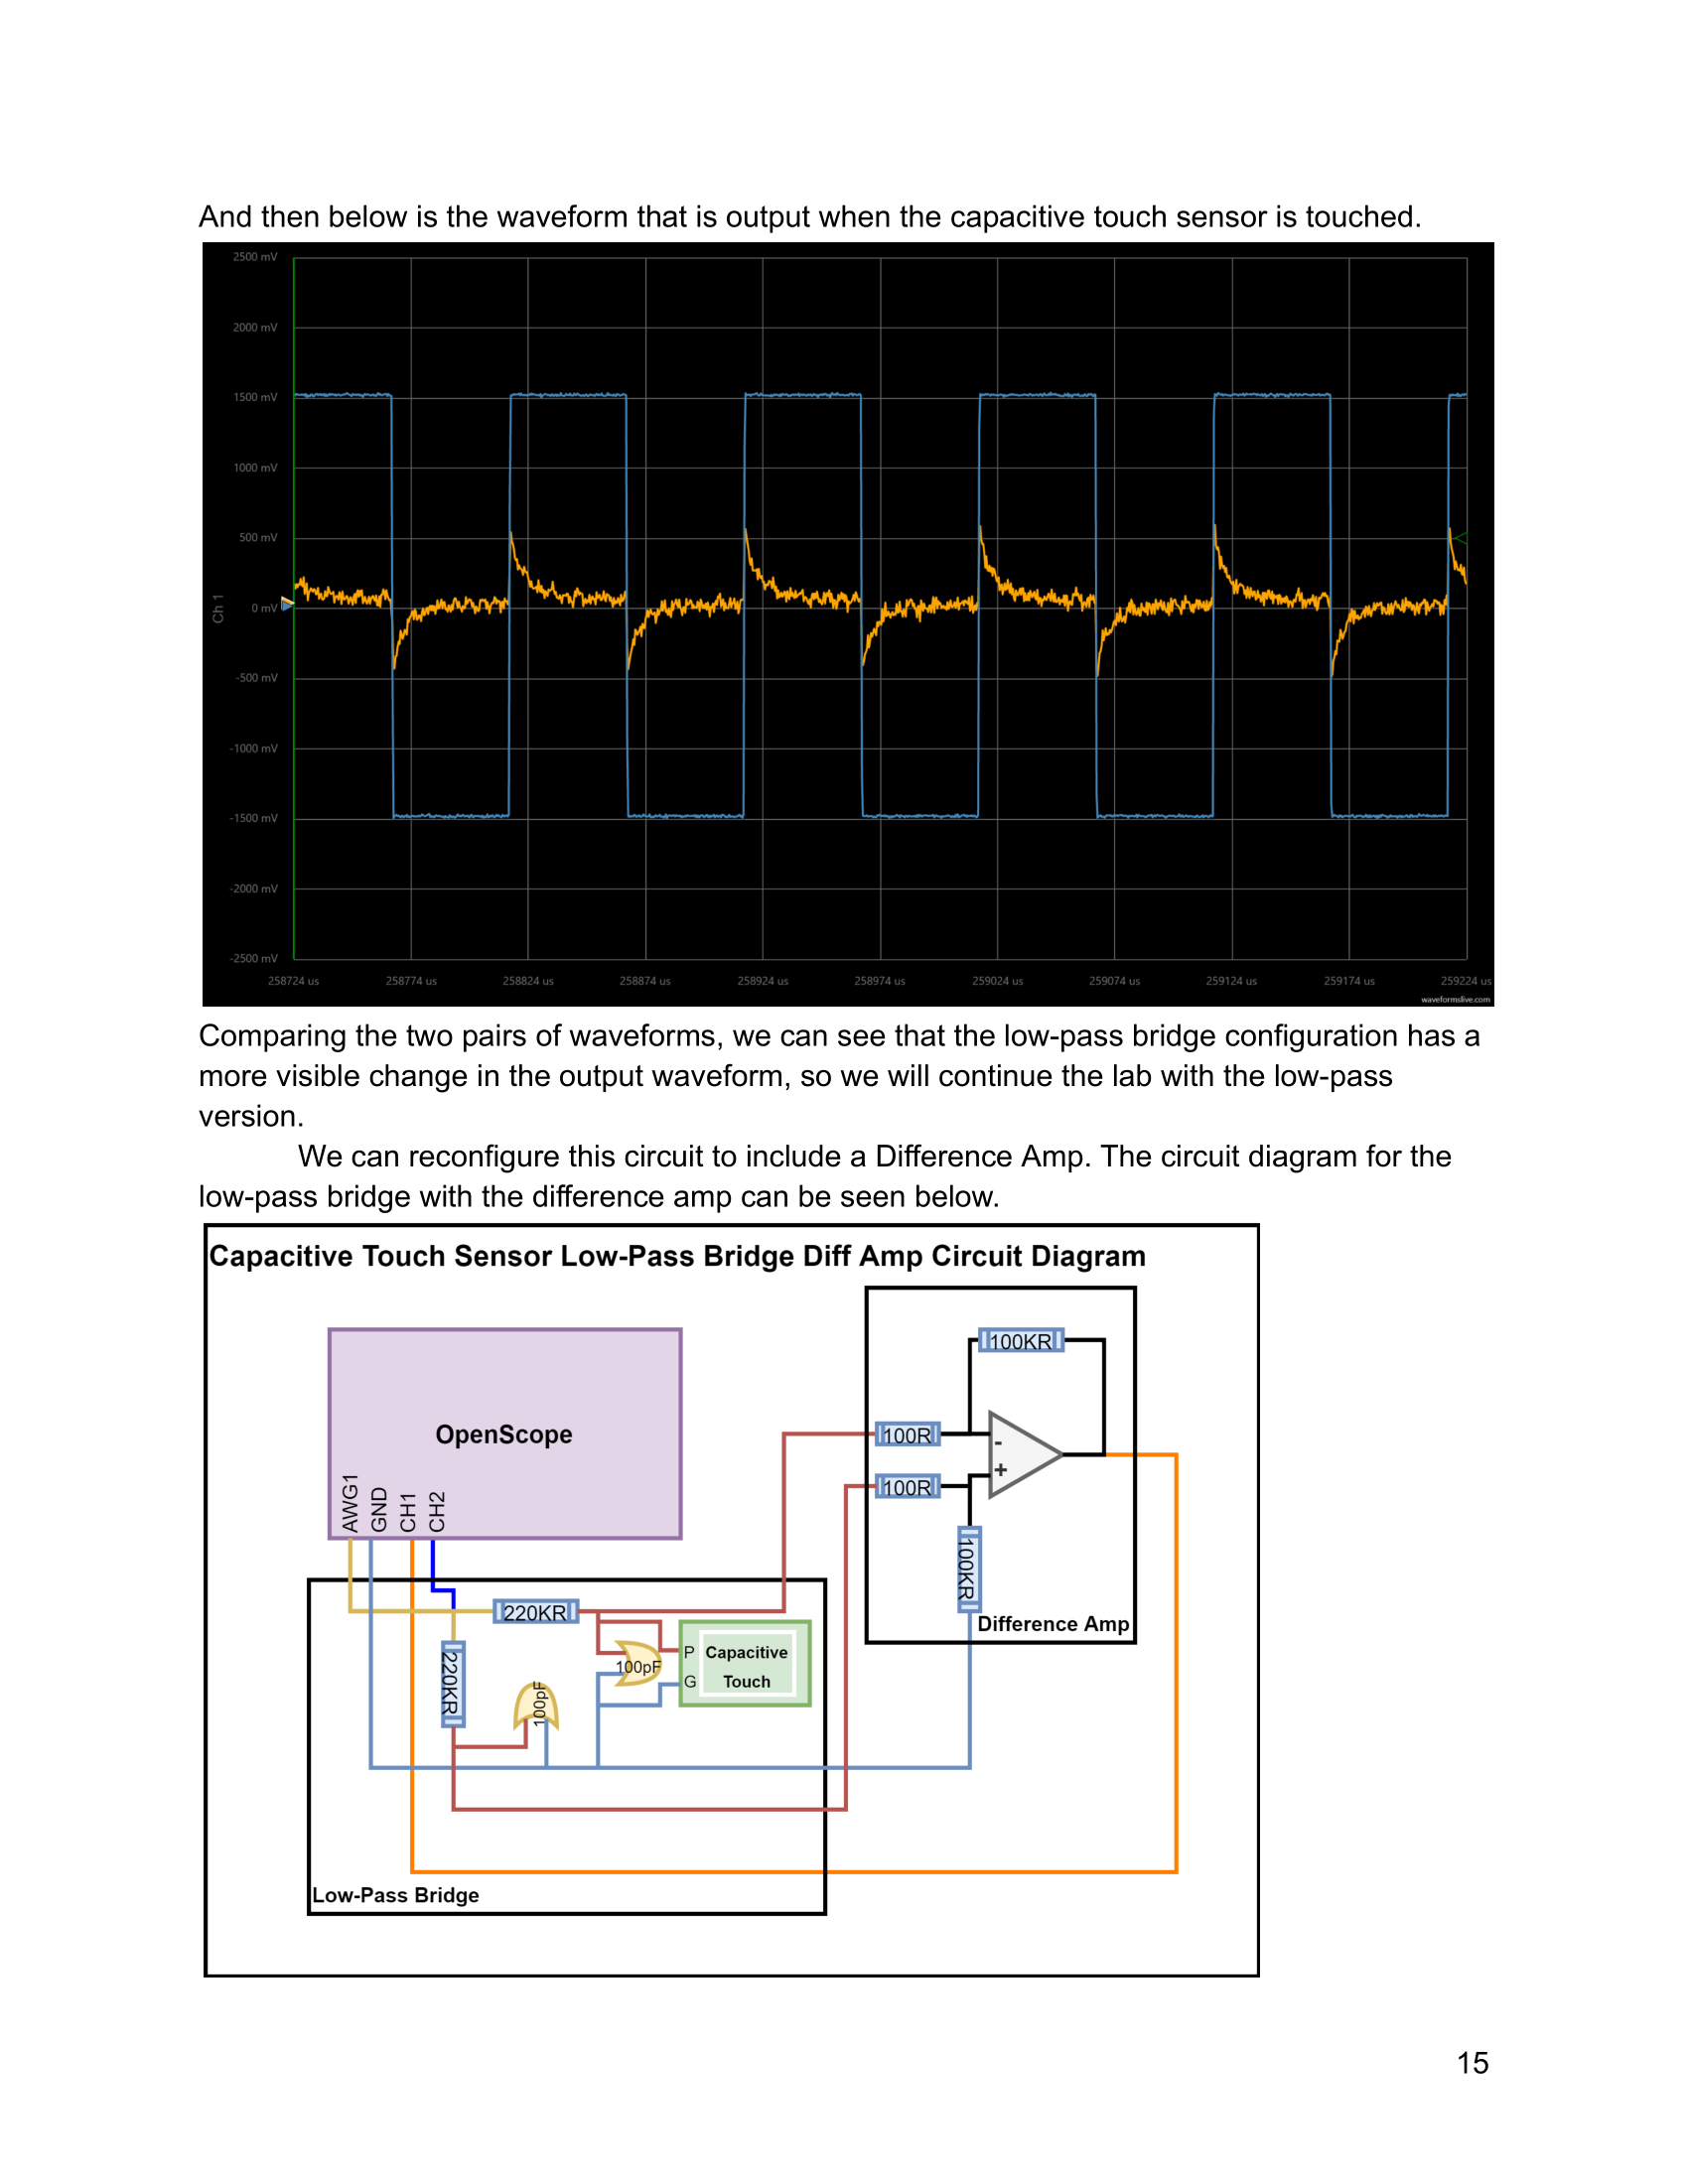 And then below is the waveform that is output when the capacitive touch sensor is touched.
2500 mV
2000 mV
1500 mV
1000 mV
500 mV
0 mV
-500 mV
-1000 mV
-1500 mV
-2000 mV
-2500 mV
Ch 1
258724 us 258774 us 258824 us 258874 us 258924 us 258974 us 259024 us 259074 us 259124 us 259174 us 259224 us
waveformslive.com
Comparing the two pairs of waveforms, we can see that the low-pass bridge configuration has a
more visible change in the output waveform, so we will continue the lab with the low-pass
version.
We can reconfigure this circuit to include a Difference Amp. The circuit diagram for the
low-pass bridge with the difference amp can be seen below.
Capacitive Touch Sensor Low-Pass Bridge Diff Amp Circuit Diagram
OpenScope
AWG1
GND
CH1
CH2
100KR
100R
-
100R
+
100KR
Difference Amp
220KR
220KR
100pF
100pF
P
G
Capacitive
Touch
Low-Pass Bridge
15